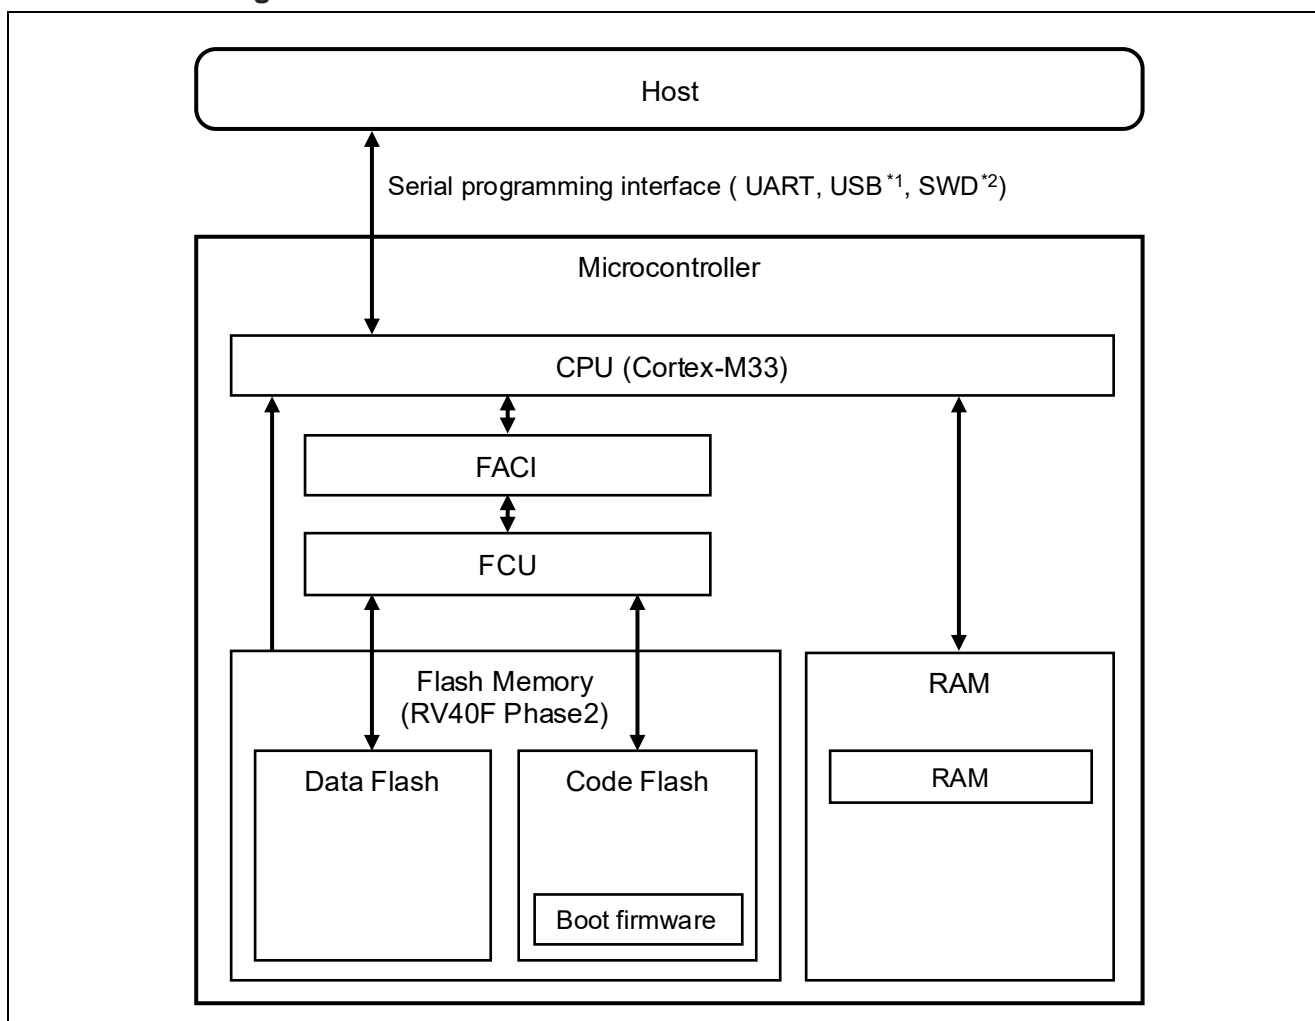 Host
Serial programming interface ( UART, USB*1, SWD*2)
Microcontroller
CPU (Cortex-M33)
FACI
FCU
Flash Memory
(RV40F Phase2)
RAM
Data Flash
Code Flash
RAM
Boot firmware